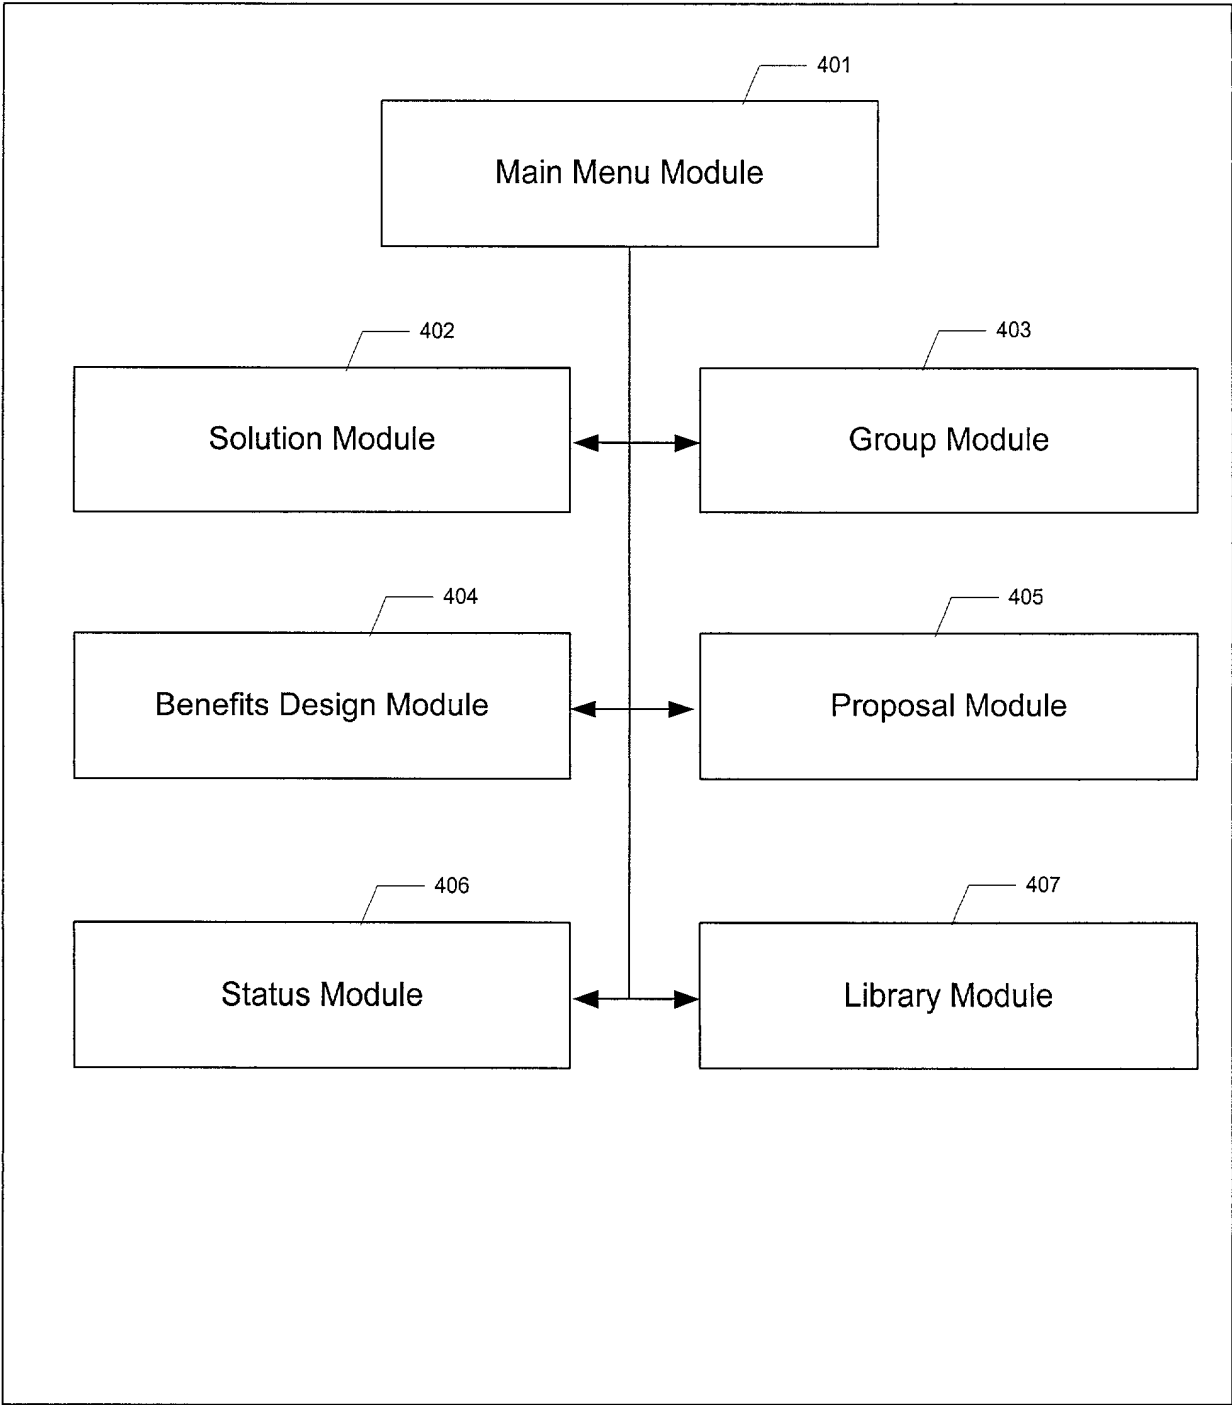 401
Main Menu Module
402
403
Solution Module
Group Module
404
405
Benefits Design Module
Proposal Module
406
407
Status Module
Library Module